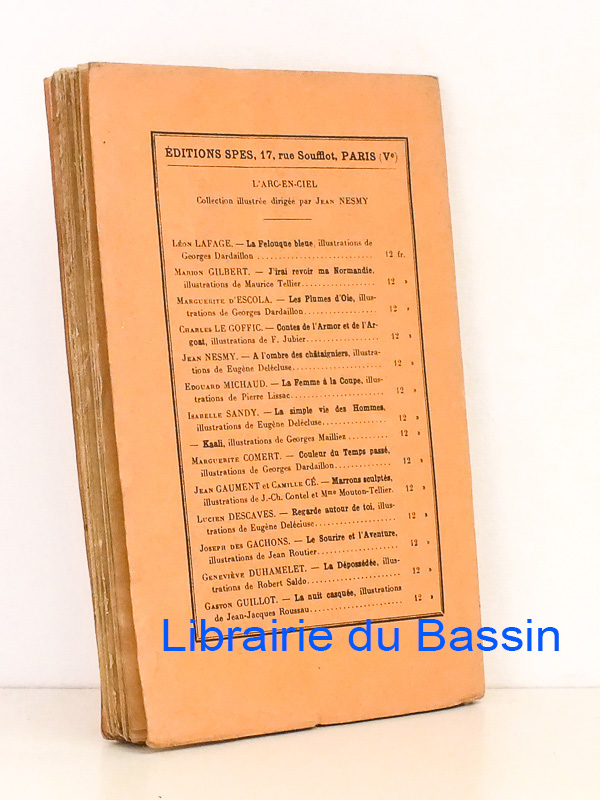 ÉDITIONS SPES, 17, rue Soufflot, PARIS (Vᵉ)
L'ARC-EN-CIEL
Collection illustrée dirigée par JEAN NESMY
LÉON LAFAGE. — La Felouque bleue, illustrations de
Georges Dardaillon ........................ 12 fr.
MARION GILBERT. — J'irai revoir ma Normandie,
illustrations de Maurice Tellier.................. 12 »
MARGUERITE D'ESCOLA. — Les Plumes d'Oie, illus-
trations de Georges Dardaillon.................. 12 »
CHARLES LE GOFFIC. — Contes de l'Armor et de l'Ar-
goat, illustrations de F. Jubier.................. 12 »
JEAN NESMY. — A l'ombre des châtaigniers, illustra-
tions de Eugène Delécluse.................. 12 »
EDOUARD MICHAUD. — La Femme à la Coupe, illus-
trations de Pierre Lissac.................. 12 »
ISABELLE SANDY. — La simple vie des Hommes,
illustrations de Eugène Delécluse.................. 12 »
— Kaali, illustrations de Georges Mailliez .......... 12 »
MARGUERITE COMERT. — Couleur du Temps passé,
illustrations de Georges Dardaillon.............. 12 »
JEAN GAUMENT et CAMILLE CÉ. — Marrons sculptés,
illustrations de J.-Ch. Contel et Mᵐᵉ Mouton-Tellier. 12 »
LUCIEN DESCAVES. — Regarde autour de toi, illus-
trations de Eugène Delécluse.................. 12 »
JOSEPH DES GACHONS. — Le Sourire et l'Aventure,
illustrations de Jean Routier.................. 12 »
GENEVIÈVE DUHAMELET. — La Dépossédée, illus-
trations de Robert Saldo.................. 12 »
GASTON GUILLOT. — La nuit casquée, illustrations
de Jean-Jacques Roussau.................. 12 »
Librairie du Bassin